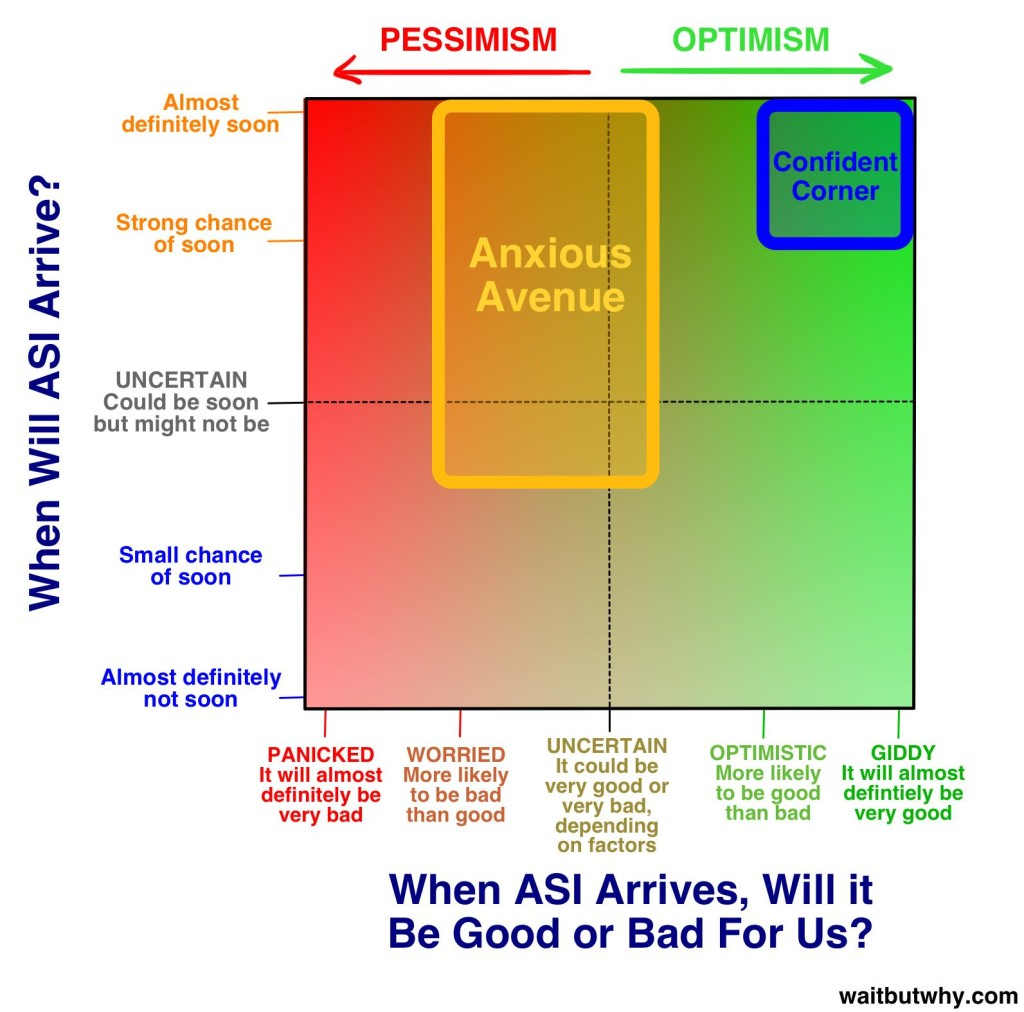 PESSIMISM
OPTIMISM
When Will ASI Arrive?
Almost
definitely soon
Strong chance
of soon
UNCERTAIN
Could be soon
but might not be
Small chance
of soon
Almost definitely
not soon
Anxious
Avenue
Confident
Corner
PANICKED
It will almost
definitely be
very bad
WORRIED
More likely
to be bad
than good
UNCERTAIN
It could be
very good or
very bad,
depending
on factors
OPTIMISTIC
More likely
to be good
than bad
GIDDY
It will almost
defintiely be
very good
When ASI Arrives, Will it
Be Good or Bad For Us?
waitbutwhy.com